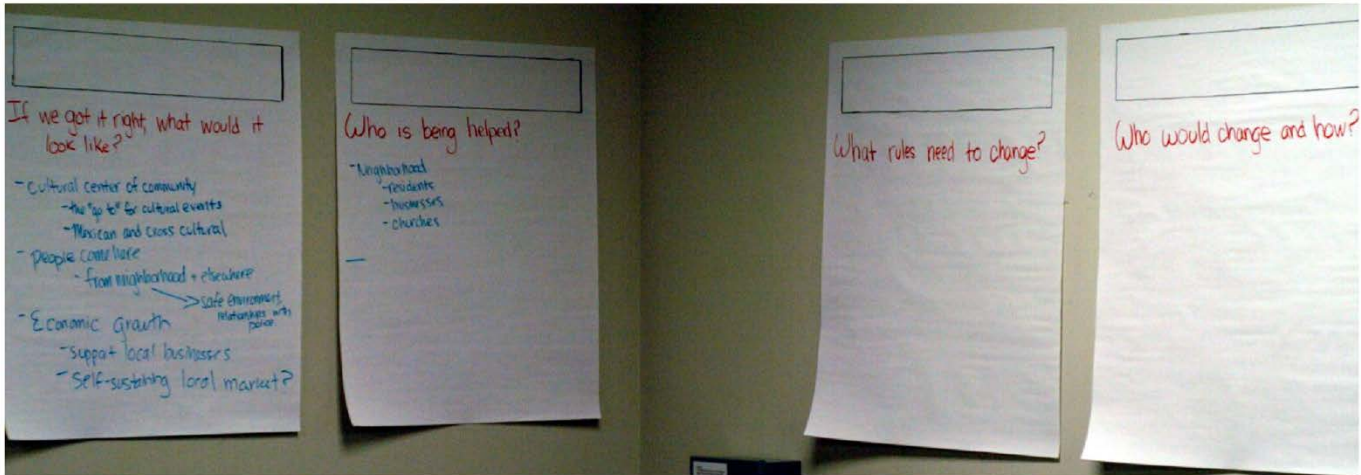 If we got it right, what would it
look like?
- Cultural center of community
- the "go to" for cultural events
- Mexican and cross cultural
- People come here
- from neighborhood + elsewhere
safe environment,
relationships with
police
- Economic growth
- support local businesses
- Self-sustaining local market?
Who is being helped?
- Neighborhood
- residents
- businesses
- churches
-
What rules need to change?
Who would change and how?